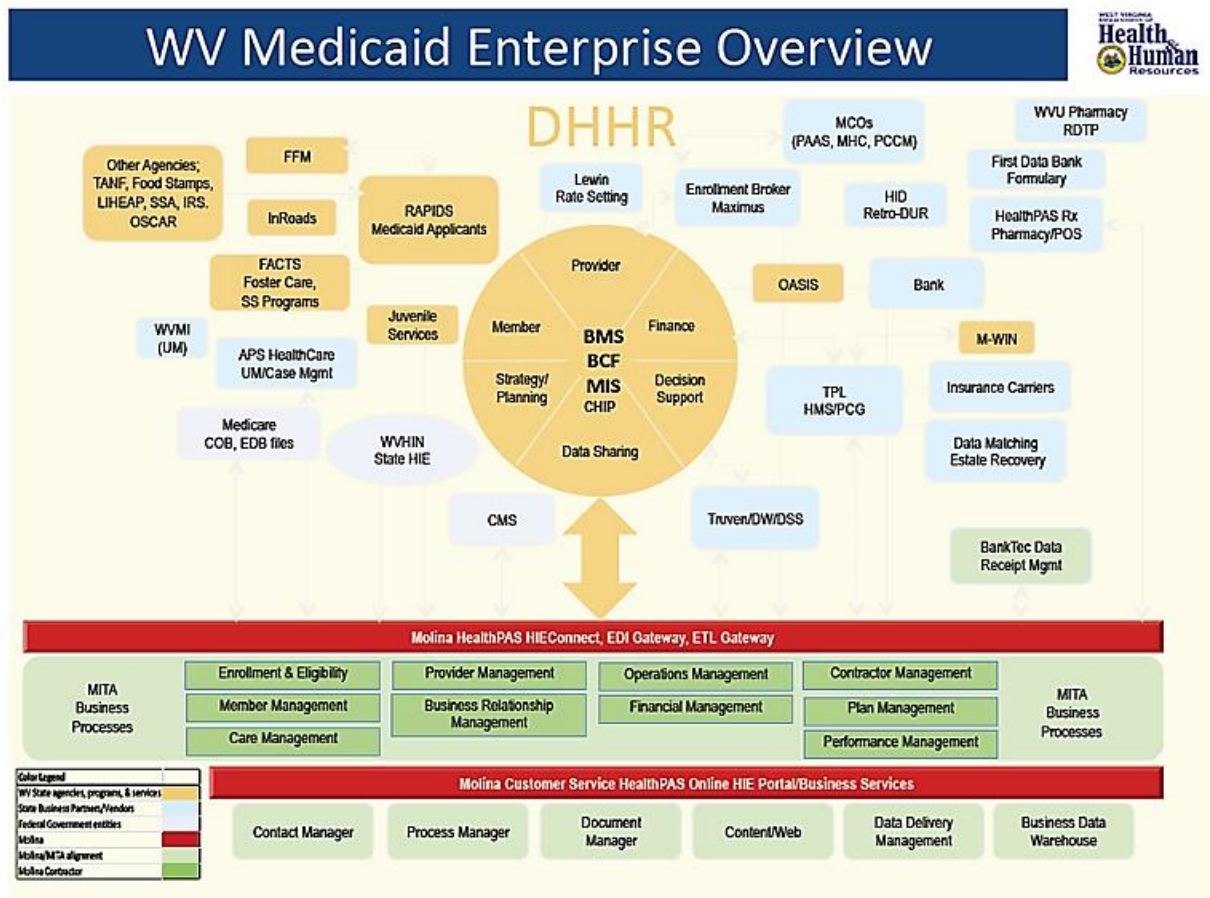 WV Medicaid Enterprise Overview
WEST VIRGINIA
DEPARTMENT OF
Health
&
Human
Resources
DHHR
Other Agencies;
TANF, Food Stamps,
LIHEAP, SSA, IRS.
OSCAR
FFM
InRoads
RAPIDS
Medicaid Applicants
FACTS
Foster Care,
SS Programs
Juvenile
Services
WVMI
(UM)
APS HealthCare
UM/Case Mgmt
Medicare
COB, EDB files
WVHIN
State HIE
CMS
Lewin
Rate Setting
Enrollment Broker
Maximus
MCOs
(PAAS, MHC, PCCM)
HID
Retro-DUR
WVU Pharmacy
RDTP
First Data Bank
Formulary
HealthPAS Rx
Pharmacy/POS
Provider
Member
Finance
Strategy/
Planning
Decision
Support
Data Sharing
BMS
BCF
MIS
CHIP
OASIS
Bank
M-WIN
TPL
HMS/PCG
Insurance Carriers
Data Matching
Estate Recovery
Truven/DW/DSS
BankTec Data
Receipt Mgmt
Molina HealthPAS HIEConnect, EDI Gateway, ETL Gateway
MITA
Business
Processes
Enrollment & Eligibility
Member Management
Care Management
Provider Management
Business Relationship
Management
Operations Management
Financial Management
Contractor Management
Plan Management
Performance Management
MITA
Business
Processes
Color Legend
WV State agencies, programs, & services
State Business Partners/Vendors
Federal Government entities
Molina
Molina/MITA alignment
Molina Contractor
Molina Customer Service HealthPAS Online HIE Portal/Business Services
Contact Manager
Process Manager
Document
Manager
Content/Web
Data Delivery
Management
Business Data
Warehouse